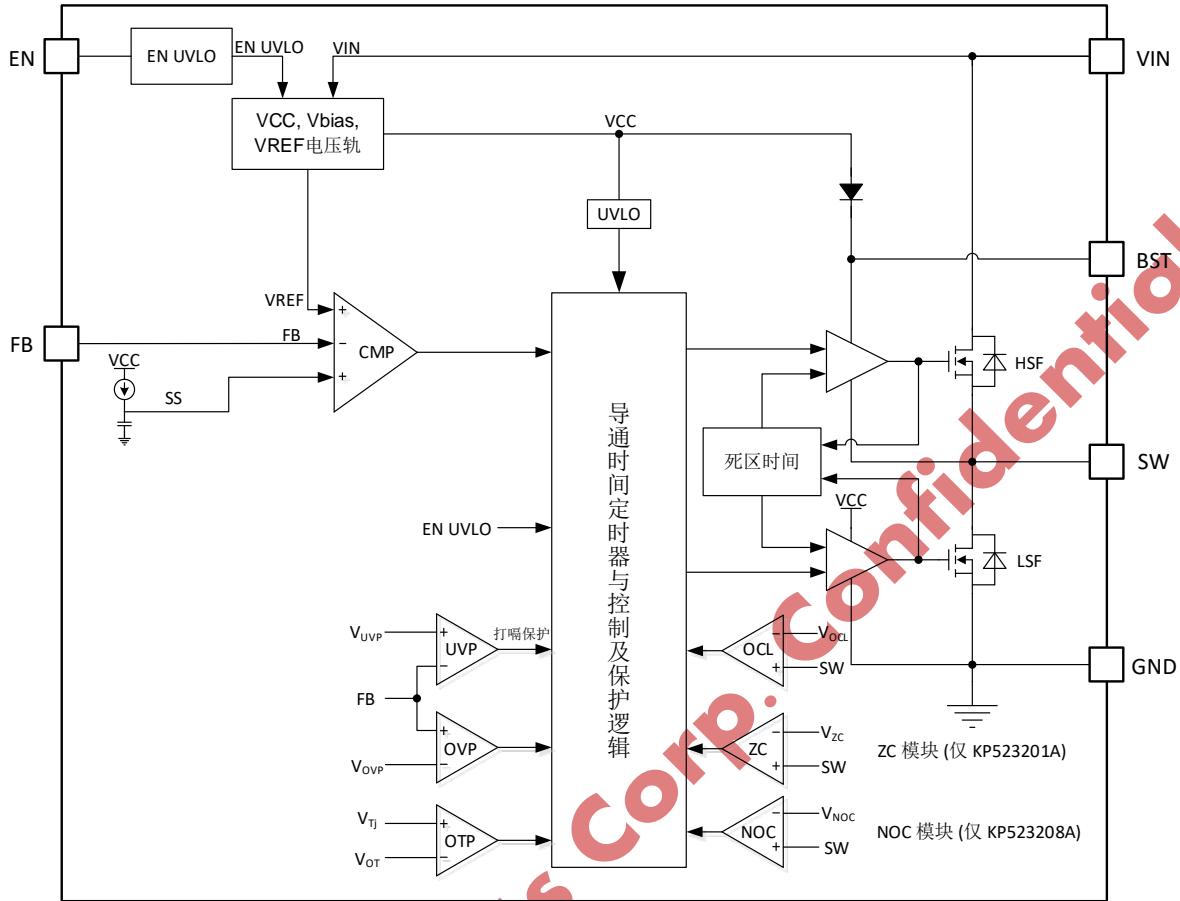 EN
EN UVLO
EN UVLO
VIN
VIN
VCC, Vbias,
VREF电压轨
VCC
UVLO
BST
VREF
FB
FB
CMP
VCC
SS
HSF
导通时间定时器与控制及保护逻辑
死区时间
SW
VCC
EN UVLO
LSF
VUVP
UVP
打嗝保护
OCL
VOCL
SW
GND
FB
OVP
VOVP
ZC
VZC
SW
ZC 模块 (仅 KP523201A)
VTj
OTP
VOT
NOC
VNOC
SW
NOC 模块 (仅 KP523208A)
s Corp. Confidential